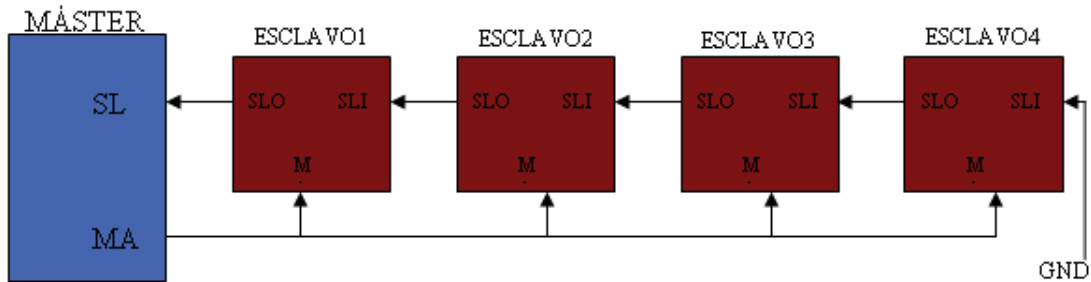 MÁSTER
ESCLAVO1 ESCLAVO2 ESCLAVO3 ESCLAVO4
SL SLO SLI SLO SLI SLO SLI SLO SLI
M M M M
MA
GND